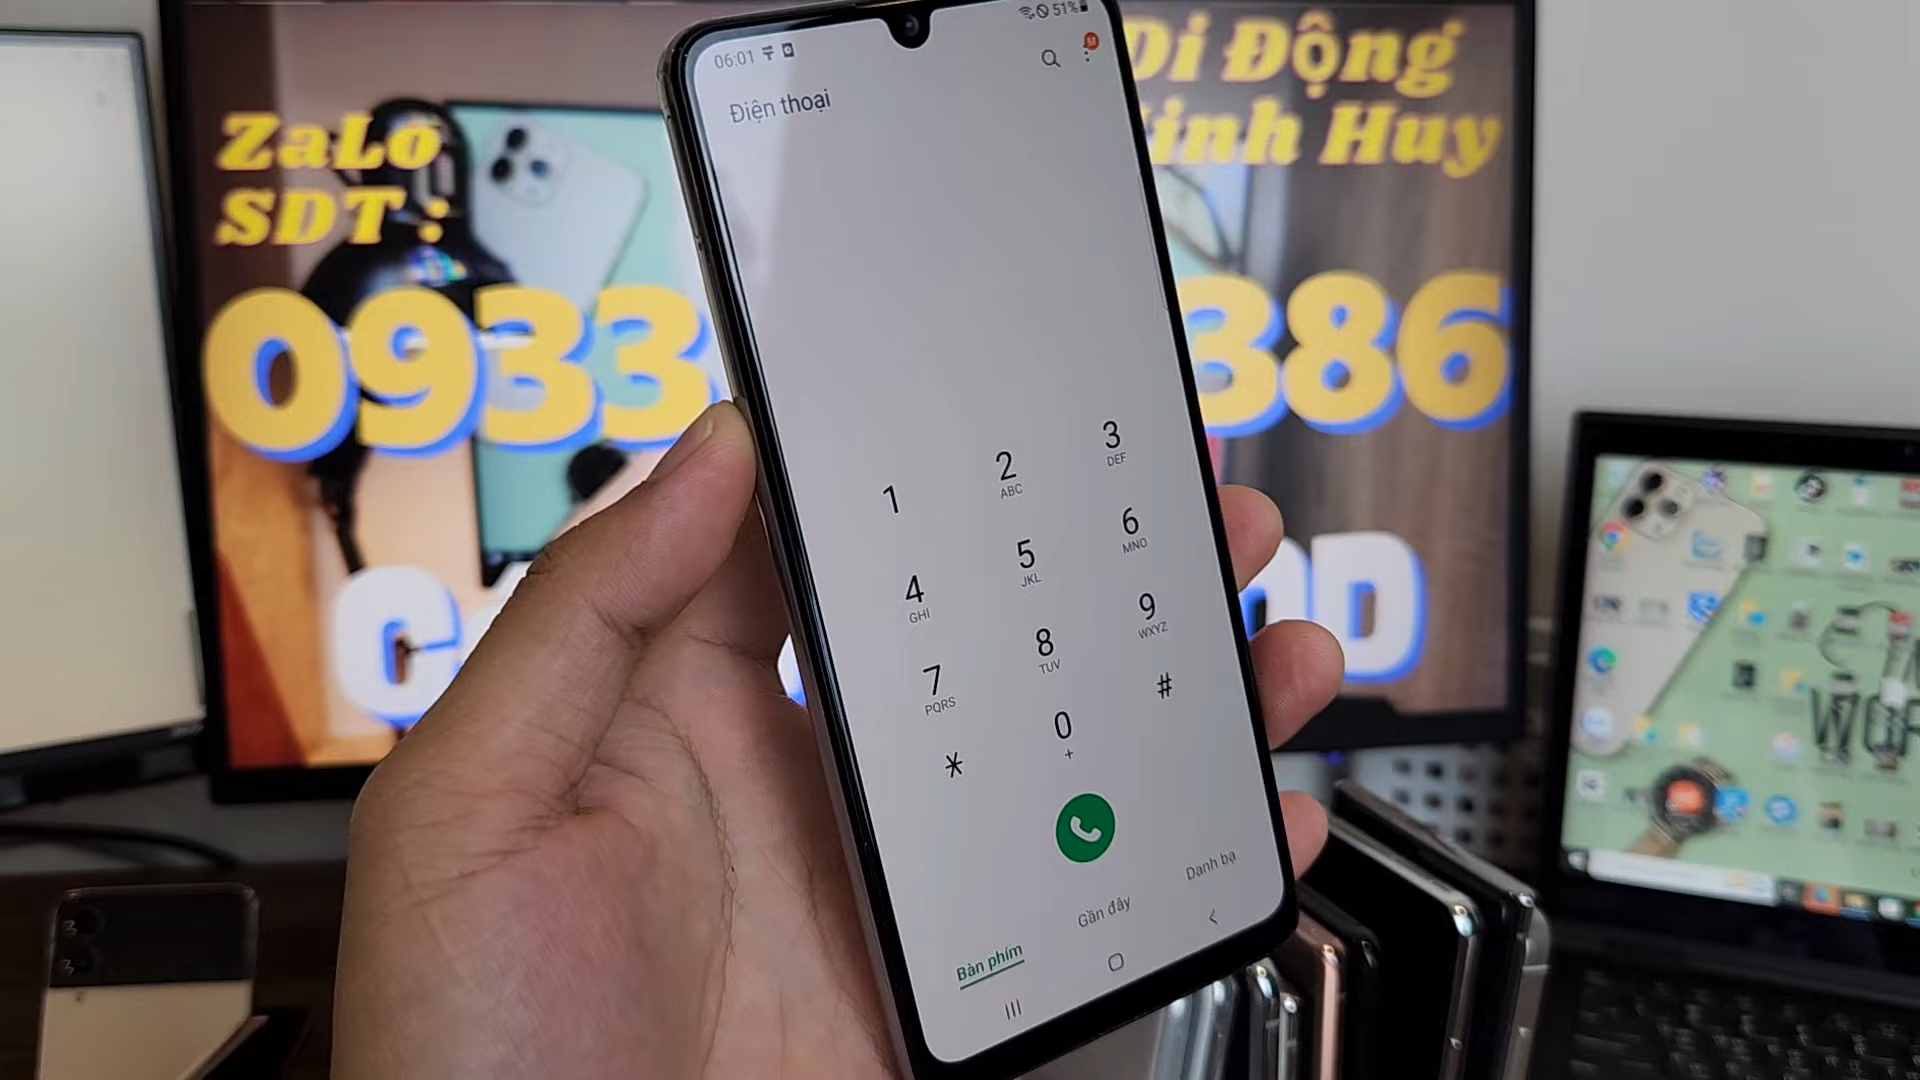 06:01
51%
Điện thoại
1
2
ABC
3
DEF
4
GHI
5
JKL
6
MNO
7
PQRS
8
TUV
9
WXYZ
*
0
+
#
Bàn phím
Gần đây
Danh bạ
ZaLo
SDT :
Di Động
inh Huy
0933
386